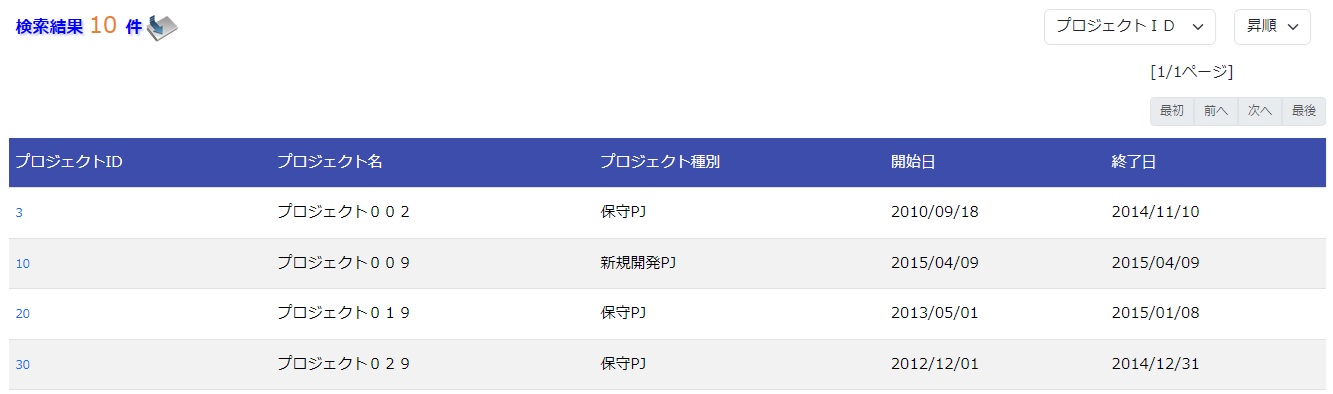 検索結果 10 件
プロジェクトＩＤ 昇順
[1/1ページ]
最初 前へ 次へ 最後
プロジェクトID プロジェクト名 プロジェクト種別 開始日 終了日
3 プロジェクト００２ 保守PJ 2010/09/18 2014/11/10
10 プロジェクト００９ 新規開発PJ 2015/04/09 2015/04/09
20 プロジェクト０１９ 保守PJ 2013/05/01 2015/01/08
30 プロジェクト０２９ 保守PJ 2012/12/01 2014/12/31